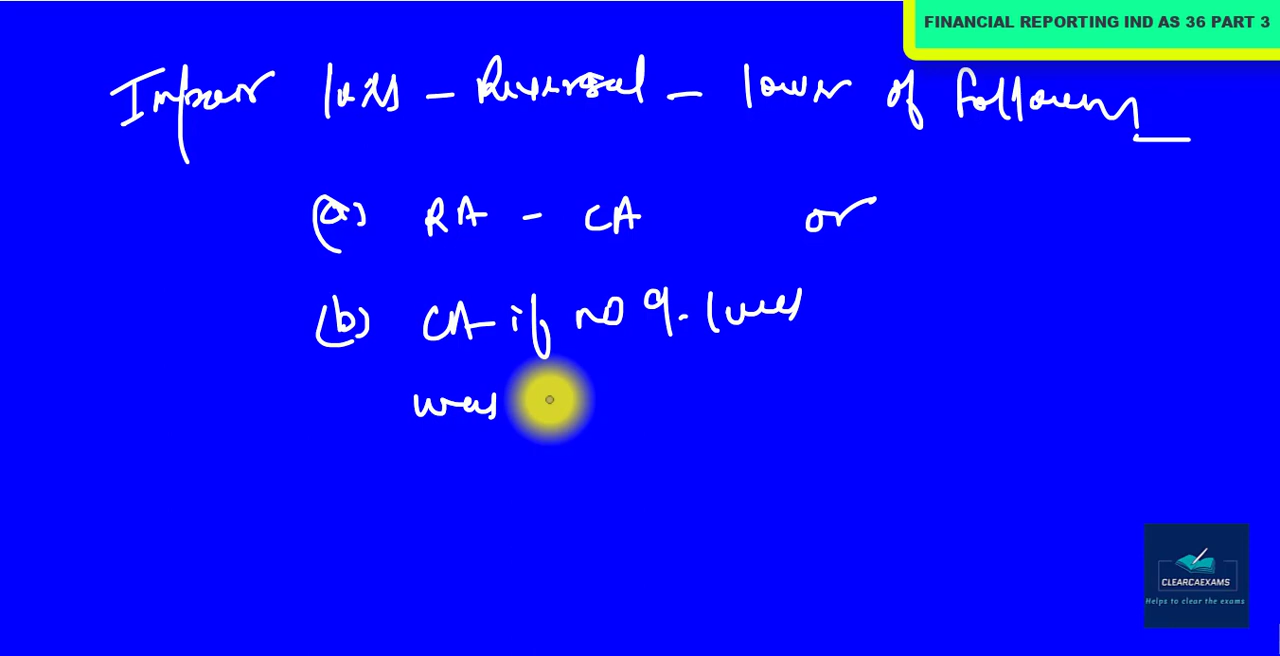 FINANCIAL REPORTING IND AS 36 PART 3
Impair loss - Reversal - lower of following
(a) RA - CA or
(b) CA if no I. loss
was
CLEARCAEXAMS
Helps to clear the exams